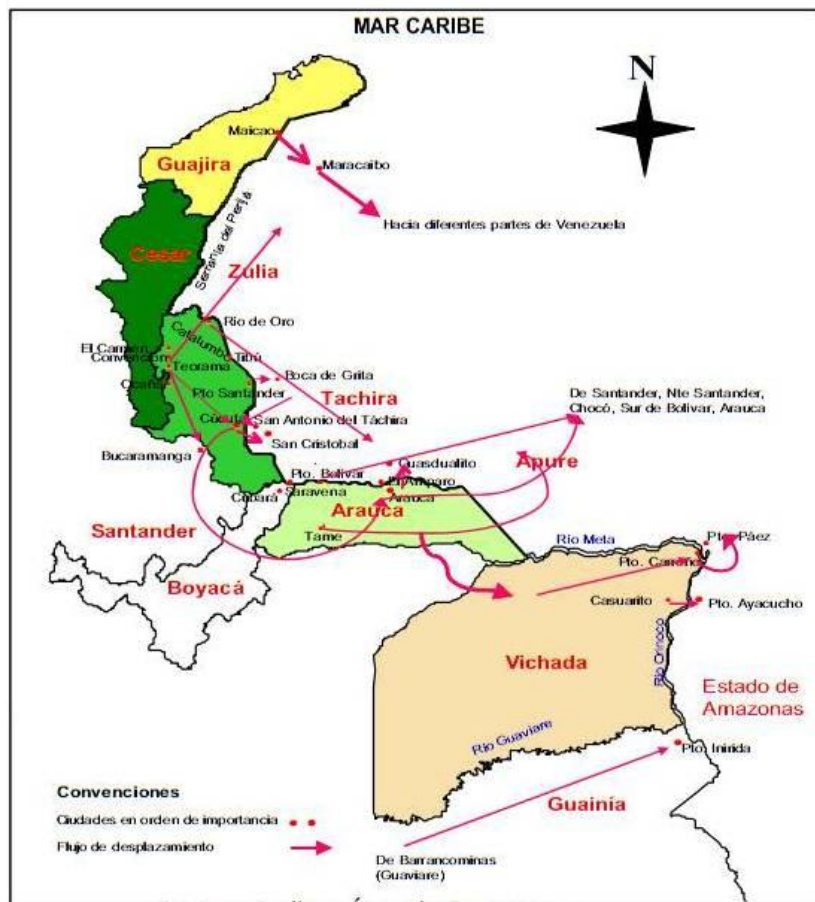 MAR CARIBE
N
Maicao
Guajira
Maracaibo
Hacia diferentes partes de Venezuela
Serranía del Perijá
Cesar
Zulia
Río de Oro
Catatumbo
El Carmen
Convención
Tibú
Teorama
Ocaña
Boca de Grita
Pto Santander
Tachira
De Santander, Nte Santander,
Chocó, Sur de Bolívar, Arauca
Cúcuta
San Antonio del Táchira
San Cristobal
Bucaramanga
Guasdualito
Apure
Pto. Bolívar
El Amparo
Cubará
Saravena
Arauca
Arauca
Santander
Tame
Río Meta
Pto. Páez
Pto. Carreño
Boyacá
Casuarito
Pto. Ayacucho
Vichada
Río Orinoco
Estado de
Amazonas
Río Guaviare
Pto. Inirida
Guainía
Convenciones
Ciudades en orden de importancia
Flujo de desplazamiento
De Barrancominas
(Guaviare)